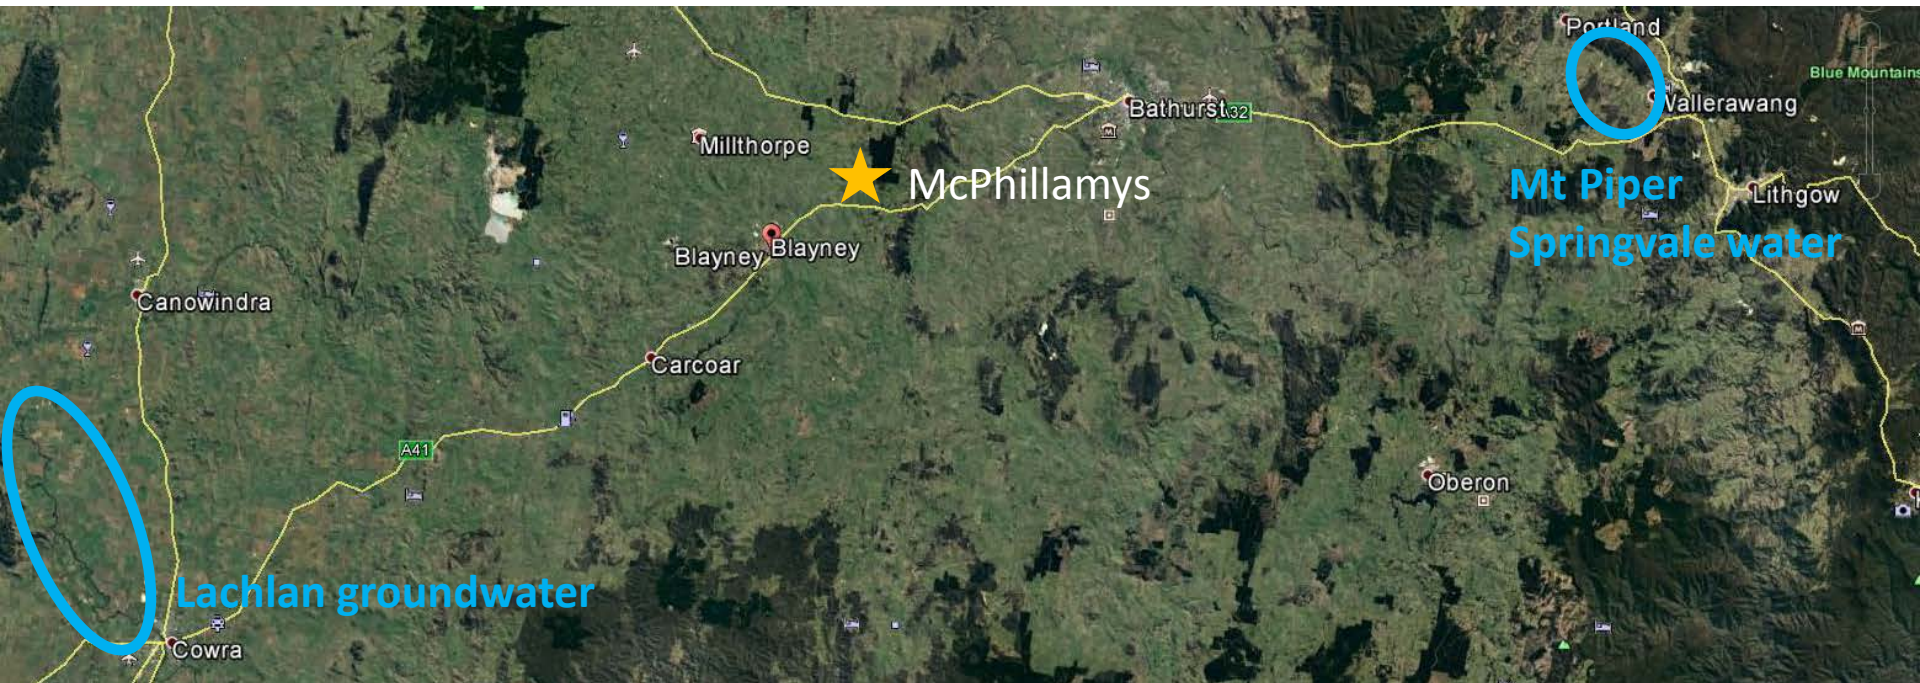 Portland
Blue Mountains
Bathurst
A32
Wallerawang
Millthorpe
McPhillamys
Mt Piper
Springvale water
Lithgow
Blayney
Blayney
Canowindra
Carcoar
A41
Oberon
Lachlan groundwater
Cowra